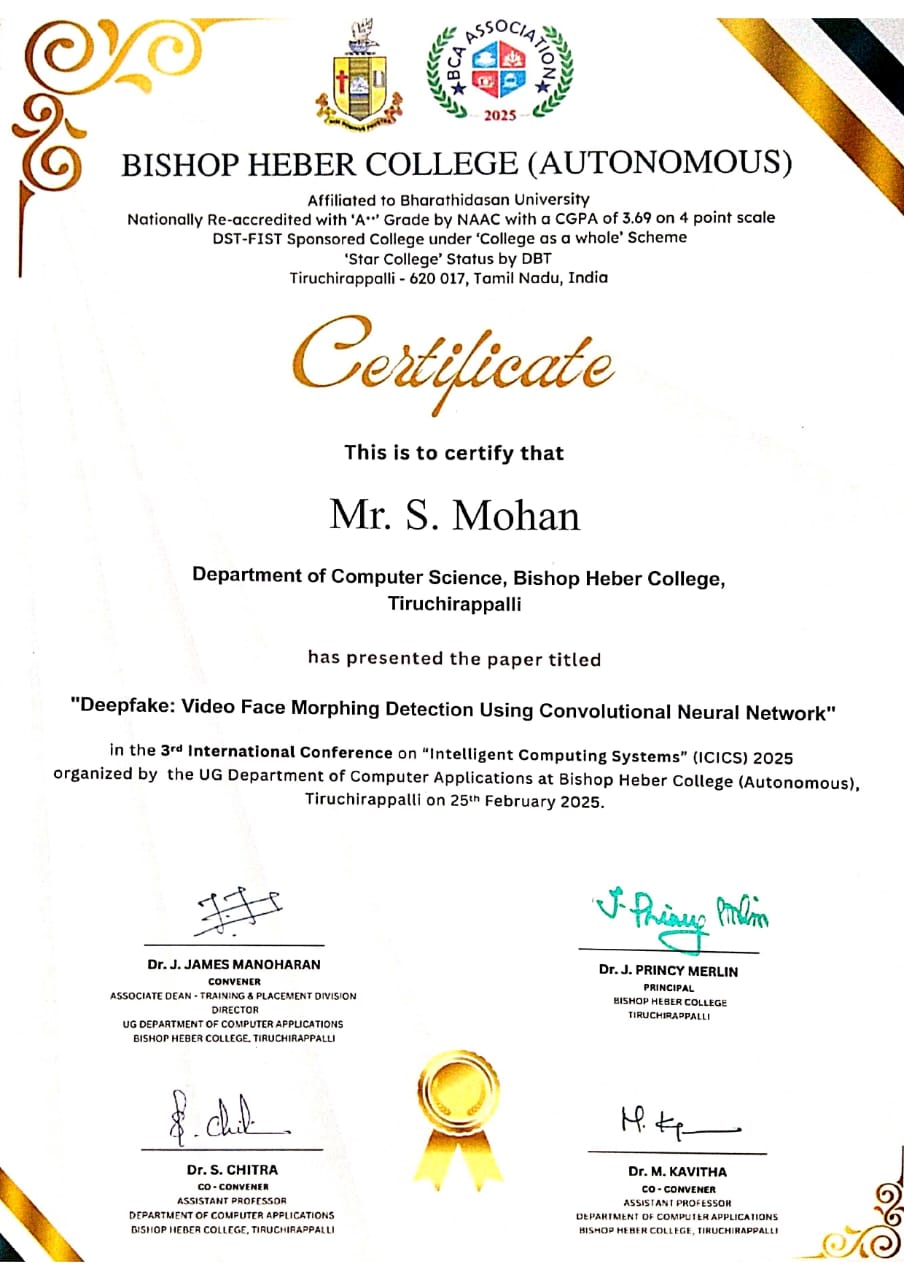 BCA ASSOCIATION
2025
BISHOP HEBER COLLEGE (AUTONOMOUS)
Affiliated to Bharathidasan University
Nationally Re-accredited with 'A⁺⁺' Grade by NAAC with a CGPA of 3.69 on 4 point scale
DST-FIST Sponsored College under 'College as a whole' Scheme
'Star College' Status by DBT
Tiruchirappalli - 620 017, Tamil Nadu, India
Certificate
This is to certify that
Mr. S. Mohan
Department of Computer Science, Bishop Heber College,
Tiruchirappalli
has presented the paper titled
"Deepfake: Video Face Morphing Detection Using Convolutional Neural Network"
in the 3rd International Conference on "Intelligent Computing Systems" (ICICS) 2025
organized by the UG Department of Computer Applications at Bishop Heber College (Autonomous),
Tiruchirappalli on 25th February 2025.
J. Princy Merlin
Dr. J. JAMES MANOHARAN
CONVENER
ASSOCIATE DEAN - TRAINING & PLACEMENT DIVISION
DIRECTOR
UG DEPARTMENT OF COMPUTER APPLICATIONS
BISHOP HEBER COLLEGE, TIRUCHIRAPPALLI
Dr. J. PRINCY MERLIN
PRINCIPAL
BISHOP HEBER COLLEGE
TIRUCHIRAPPALLI
Dr. S. CHITRA
CO - CONVENER
ASSISTANT PROFESSOR
DEPARTMENT OF COMPUTER APPLICATIONS
BISHOP HEBER COLLEGE, TIRUCHIRAPPALLI
Dr. M. KAVITHA
CO - CONVENER
ASSISTANT PROFESSOR
DEPARTMENT OF COMPUTER APPLICATIONS
BISHOP HEBER COLLEGE, TIRUCHIRAPPALLI